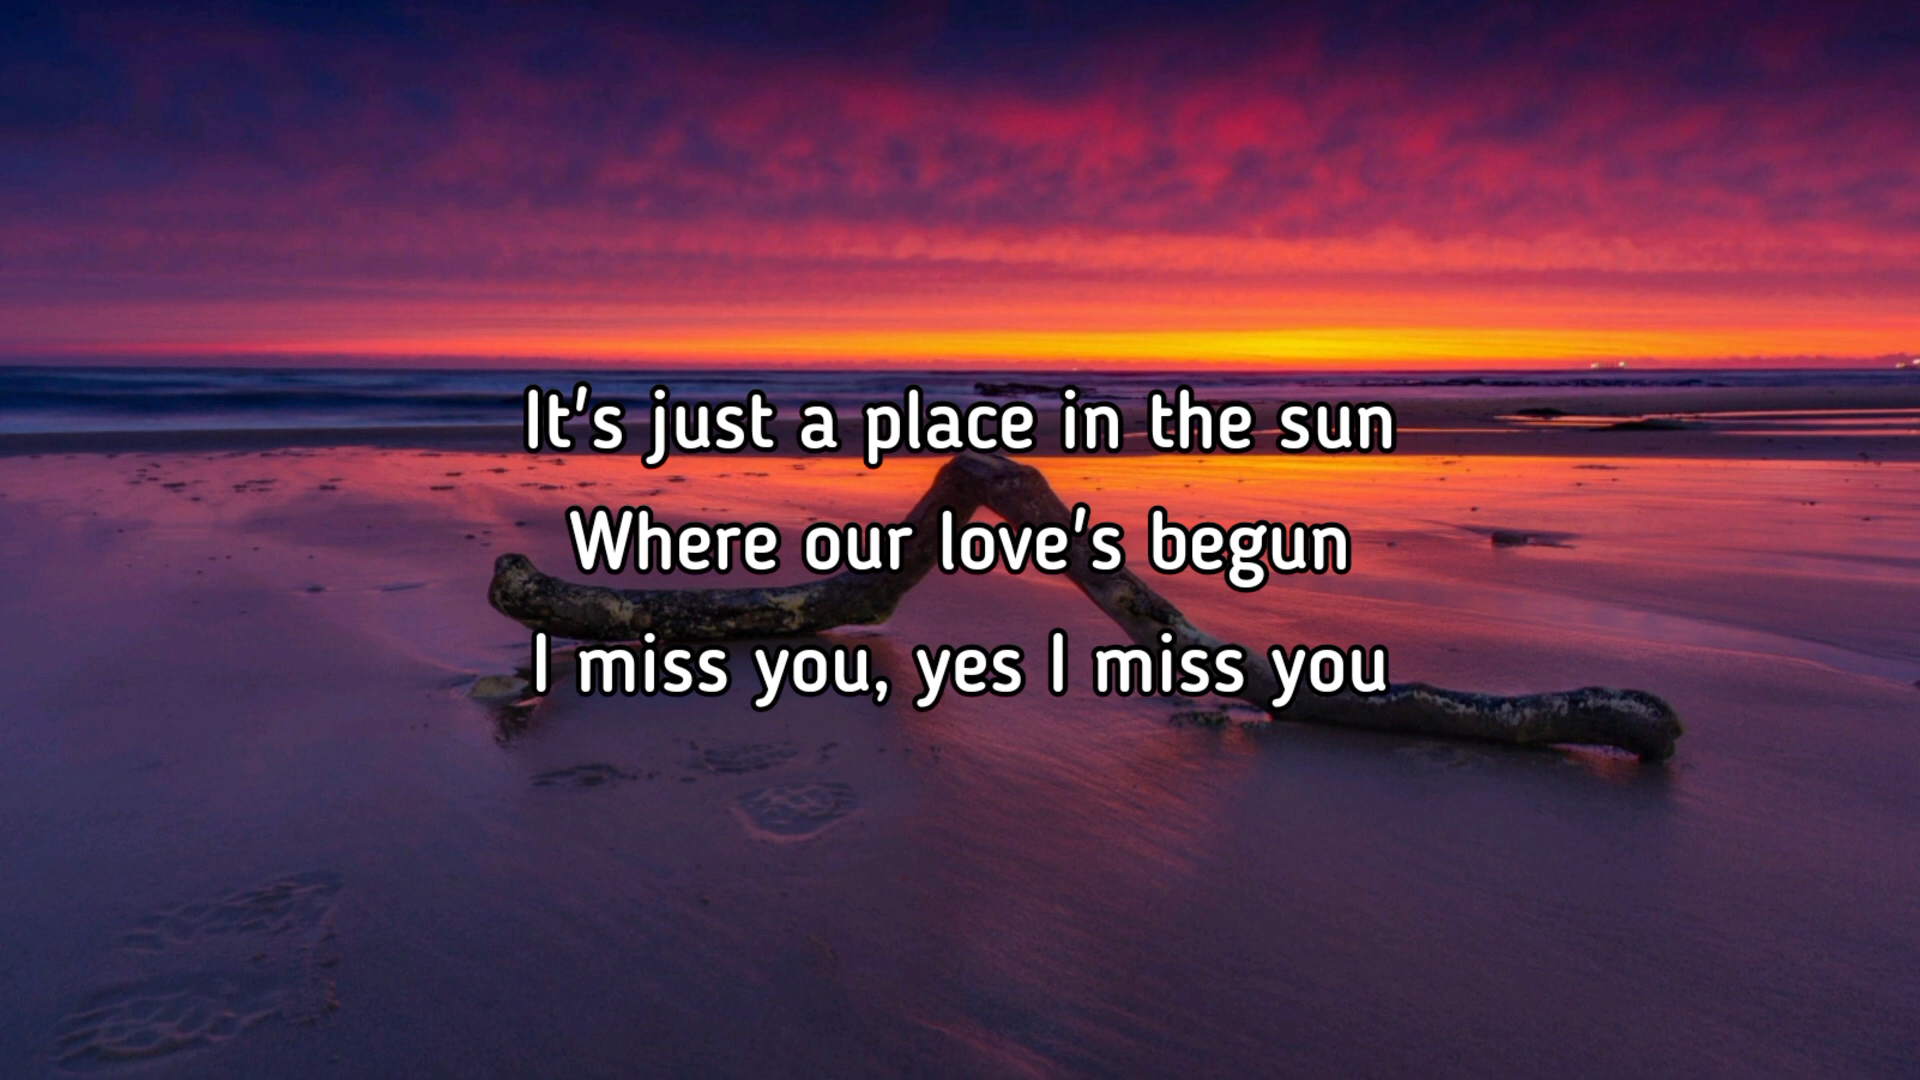 It's just a place in the sun
Where our love's begun
I miss you, yes I miss you